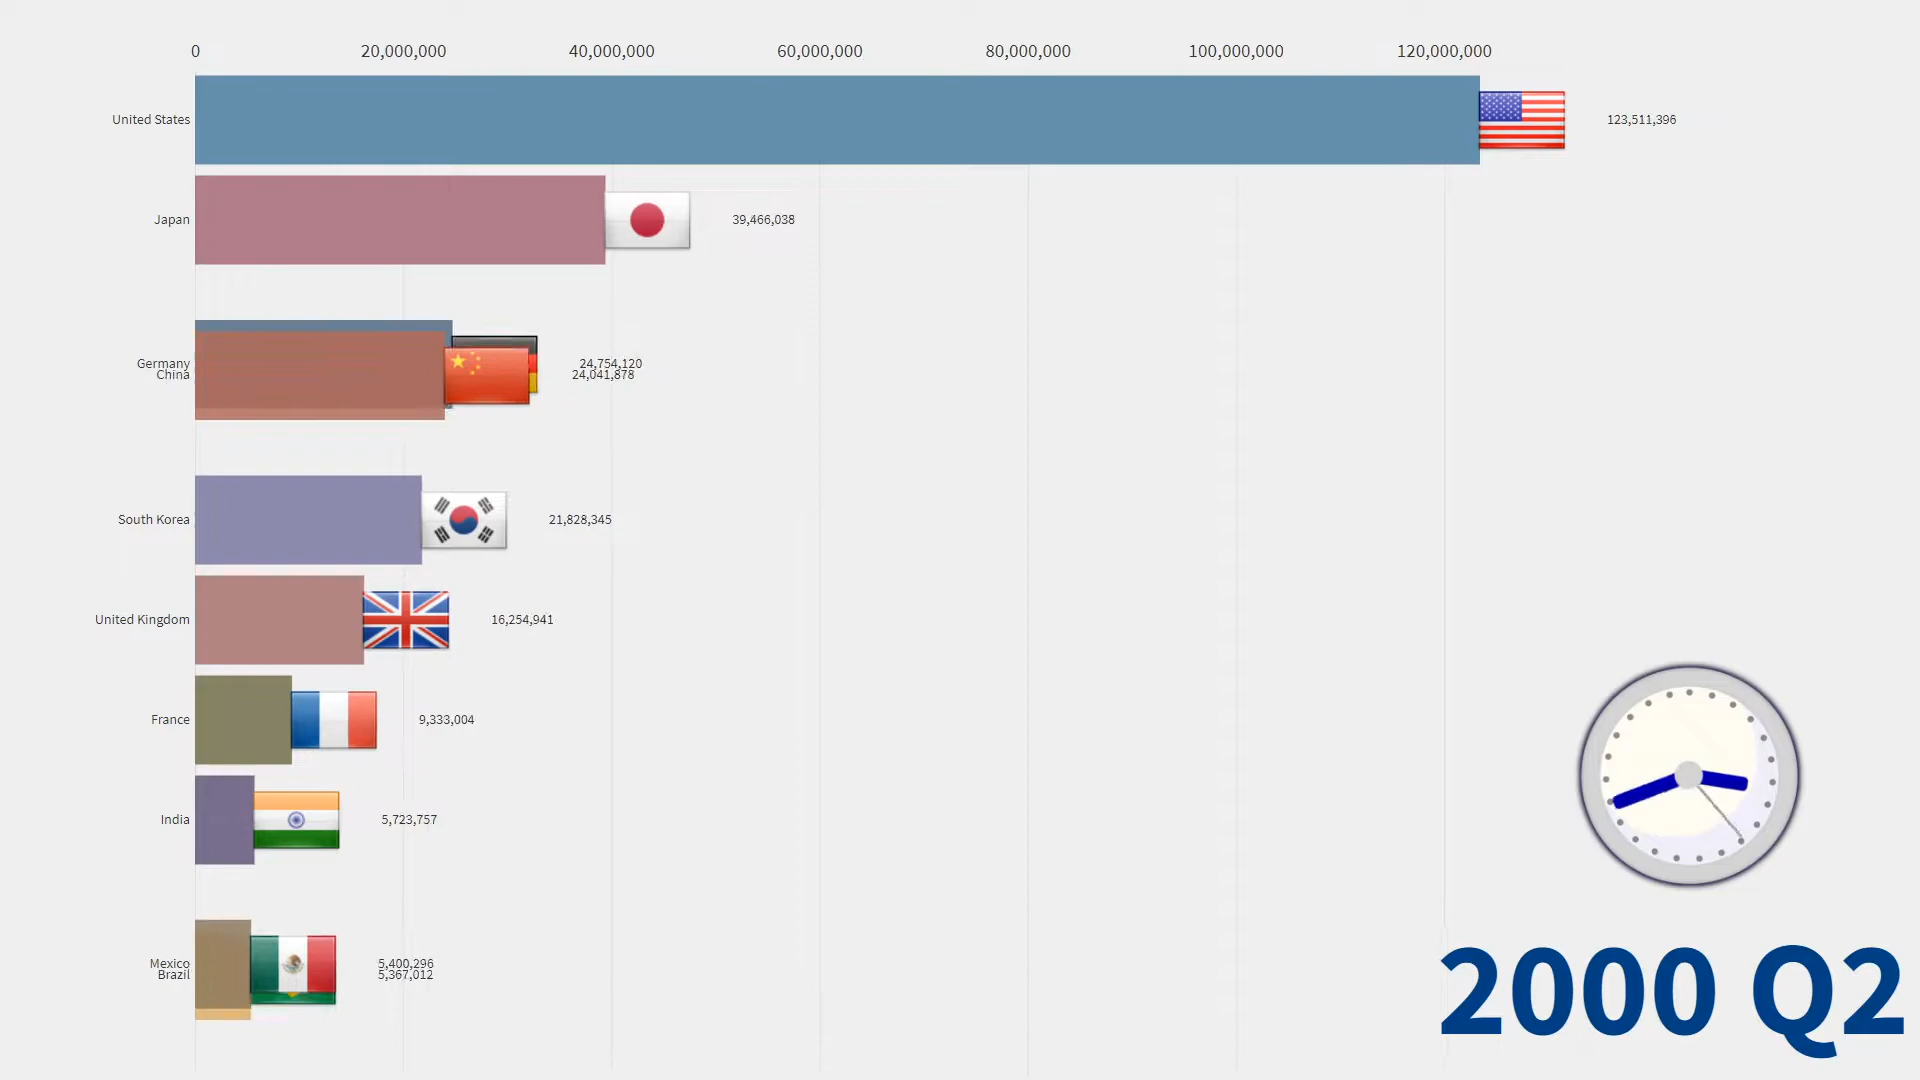 0 20,000,000 40,000,000 60,000,000 80,000,000 100,000,000 120,000,000
United States 123,511,396
Japan 39,466,038
Germany 24,754,120
China 24,041,878
South Korea 21,828,345
United Kingdom 16,254,941
France 9,333,004
India 5,723,757
Mexico 5,400,296
Brazil 5,367,012
2000 Q2